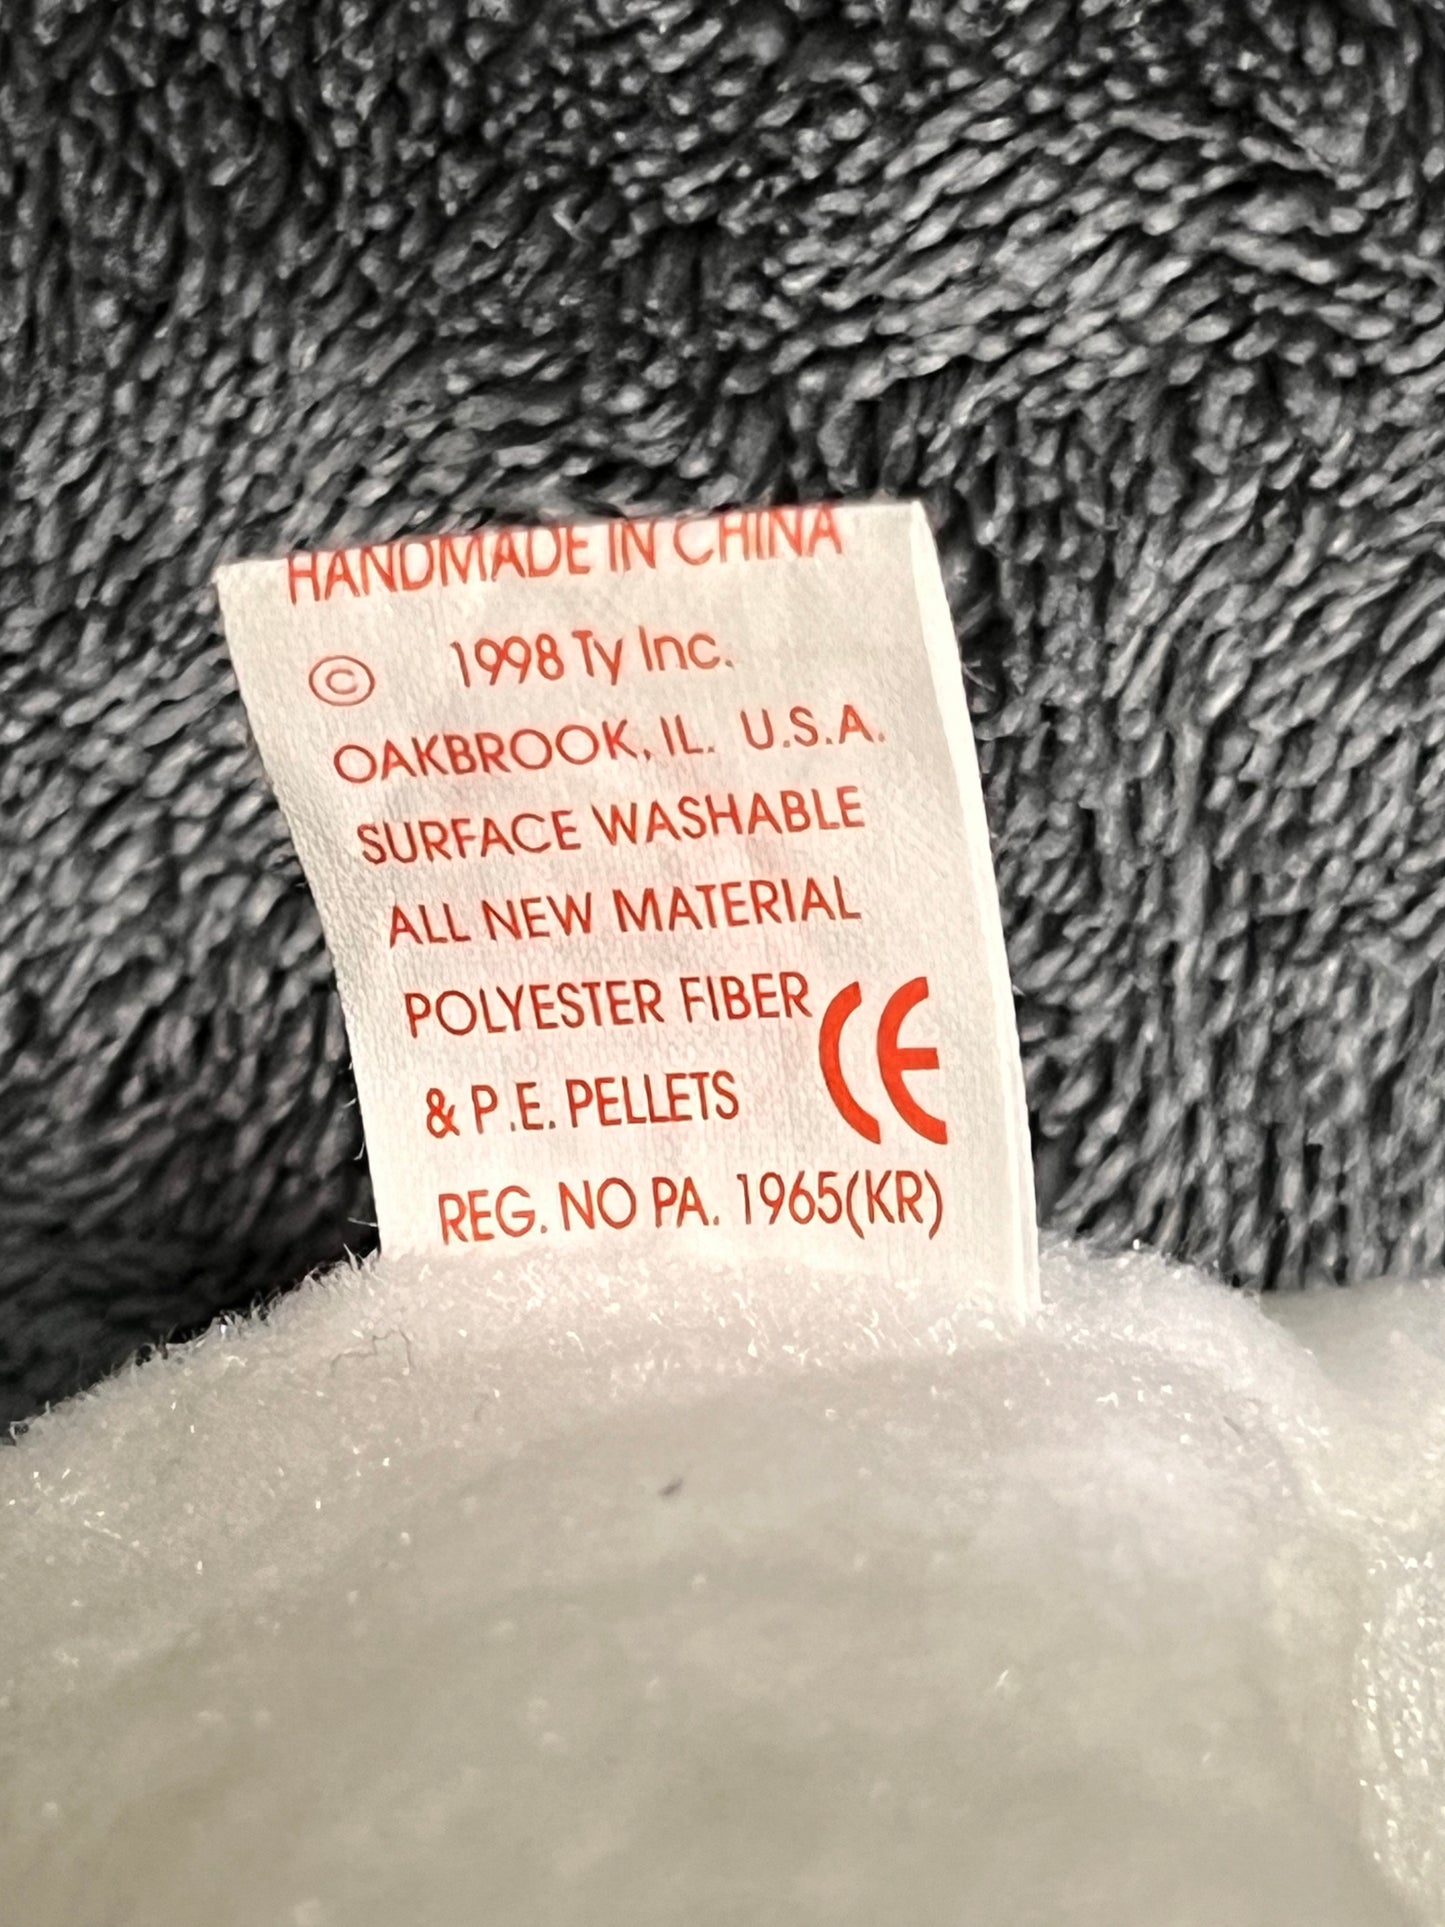 HANDMADE IN CHINA
© 1998 Ty Inc.
OAKBROOK, IL. U.S.A.
SURFACE WASHABLE
ALL NEW MATERIAL
POLYESTER FIBER
& P.E. PELLETS CE
REG. NO PA. 1965(KR)